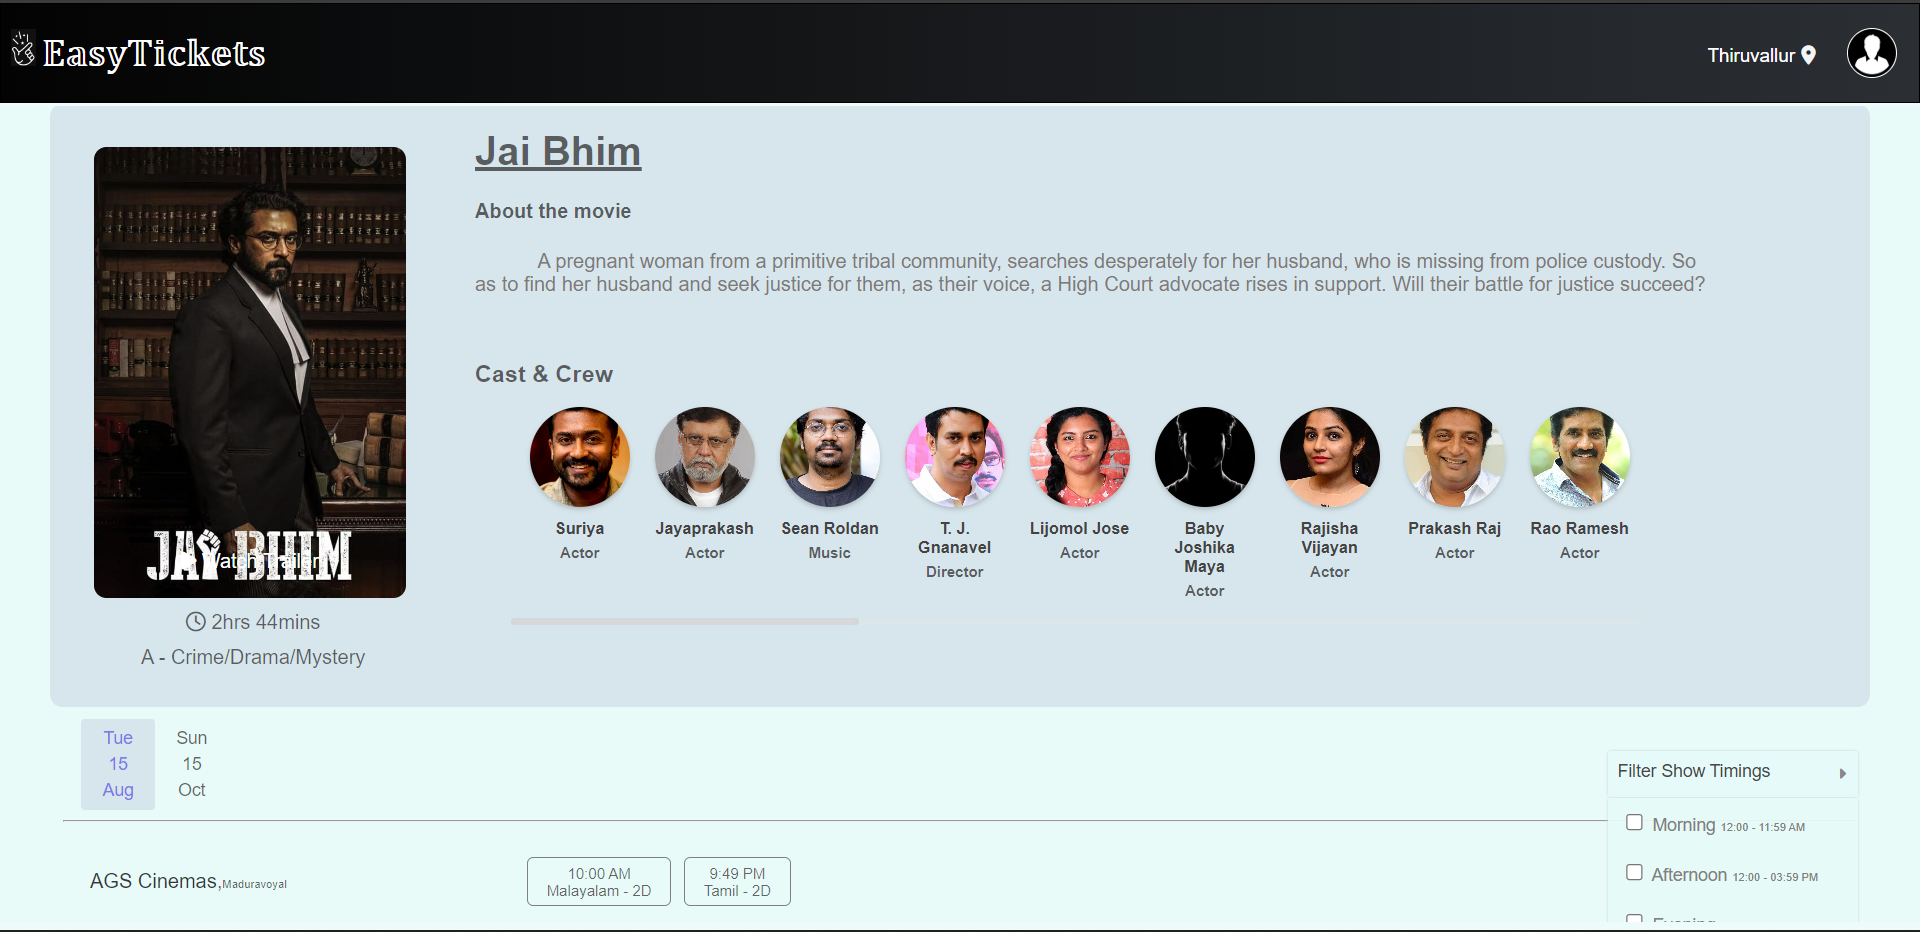 EasyTickets
Thiruvallur
Jai Bhim
About the movie
A pregnant woman from a primitive tribal community, searches desperately for her husband, who is missing from police custody. So
as to find her husband and seek justice for them, as their voice, a High Court advocate rises in support. Will their battle for justice succeed?
JAI BHIM
Watch Trailer
2hrs 44mins
A - Crime/Drama/Mystery
Cast & Crew
Suriya
Actor
Jayaprakash
Actor
Sean Roldan
Music
T. J.
Gnanavel
Director
Lijomol Jose
Actor
Baby
Joshika
Maya
Actor
Rajisha
Vijayan
Actor
Prakash Raj
Actor
Rao Ramesh
Actor
Tue
15
Aug
Sun
15
Oct
Filter Show Timings
Morning 12:00 - 11:59 AM
Afternoon 12:00 - 03:59 PM
Evening
AGS Cinemas,Maduravoyal
10:00 AM
Malayalam - 2D
9:49 PM
Tamil - 2D